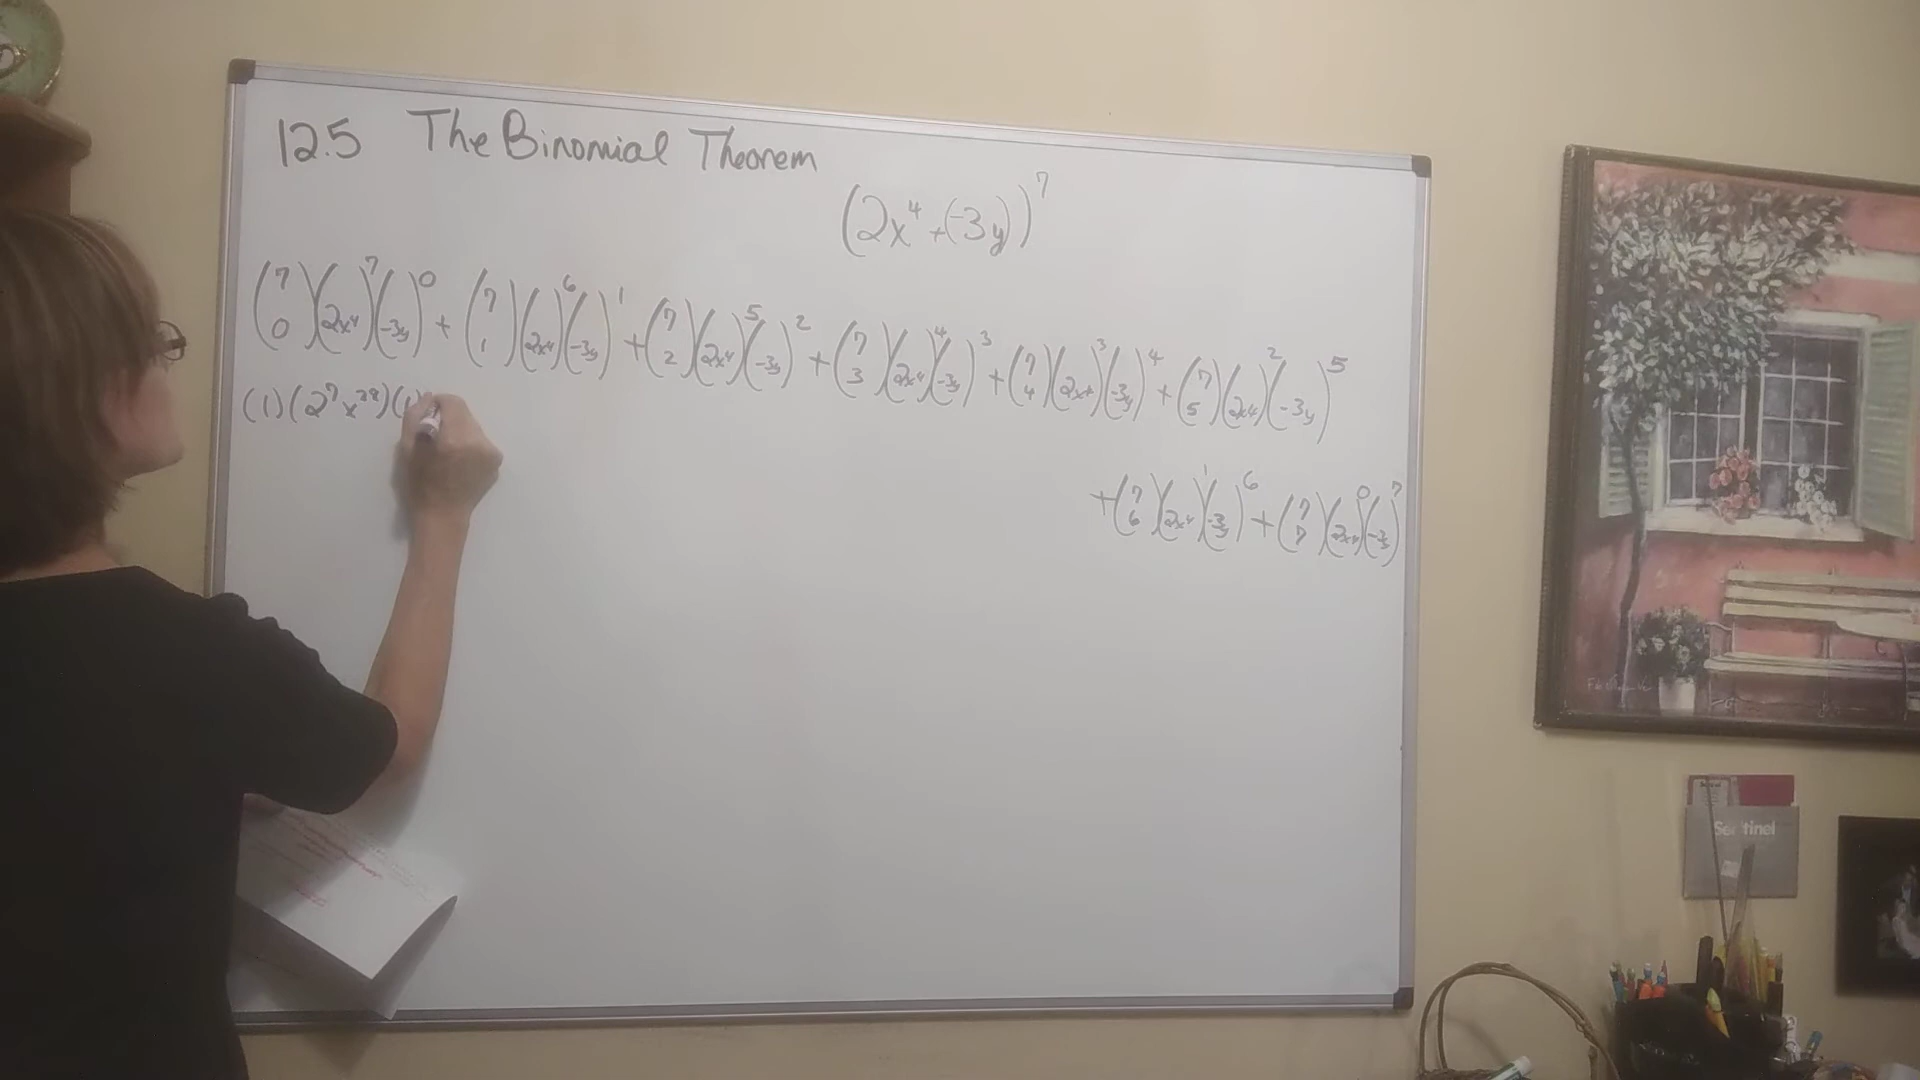 12.5 The Binomial Theorem
(2x⁴+(-3y))⁷
(7 0)(2x⁴)⁷(-3y)⁰ + (7 1)(2x⁴)⁶(-3y)¹ + (7 2)(2x⁴)⁵(-3y)² + (7 3)(2x⁴)⁴(-3y)³ + (7 4)(2x⁴)³(-3y)⁴ + (7 5)(2x⁴)²(-3y)⁵
+ (7 6)(2x⁴)¹(-3y)⁶ + (7 7)(2x⁴)⁰(-3y)⁷
(1)(2⁷x²⁸)(1)
Sentinel